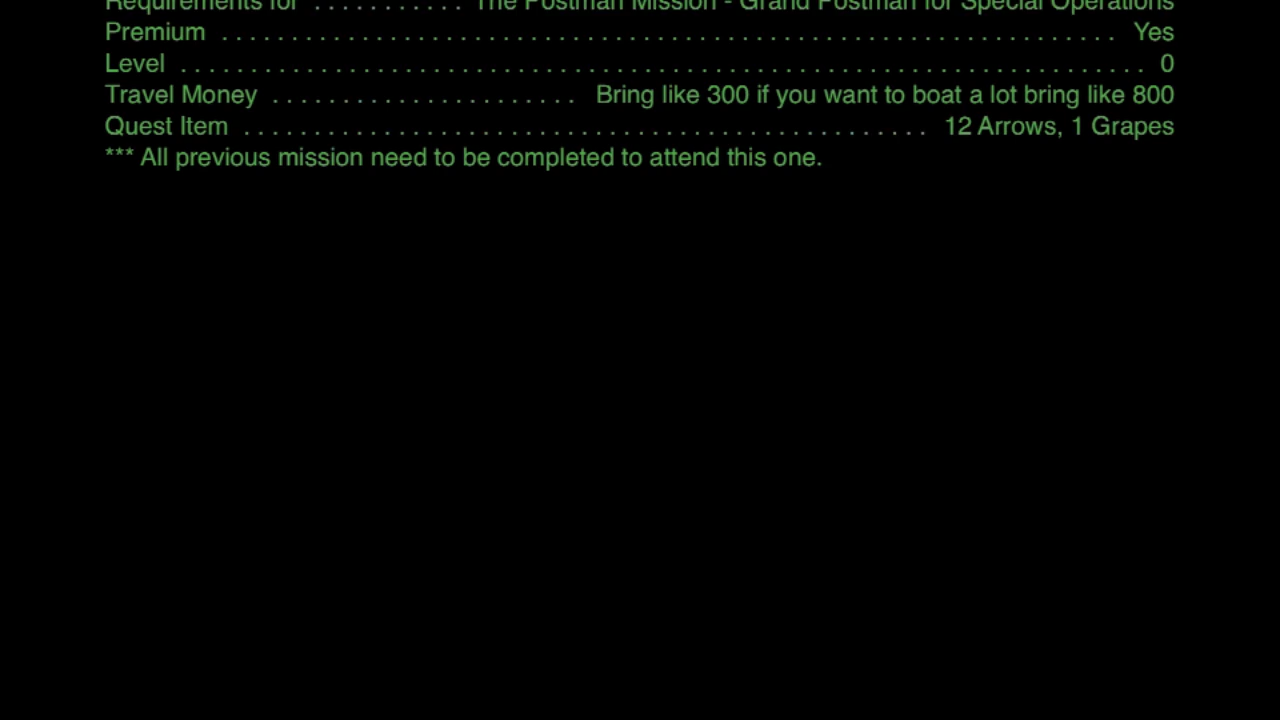 Requirements for . . . . . . . . . . . The Postman Mission - Grand Postman for Special Operations
Premium . . . . . . . . . . . . . . . . . . . . . . . . . . . . . . . . . . . . . . . . . . . . . . . . . . . . . . . . . . . . . . . . Yes
Level . . . . . . . . . . . . . . . . . . . . . . . . . . . . . . . . . . . . . . . . . . . . . . . . . . . . . . . . . . . . . . . . . . . . . 0
Travel Money . . . . . . . . . . . . . . . . . . . . . . Bring like 300 if you want to boat a lot bring like 800
Quest Item . . . . . . . . . . . . . . . . . . . . . . . . . . . . . . . . . . . . . . . . . . . . . . . . . 12 Arrows, 1 Grapes
*** All previous mission need to be completed to attend this one.